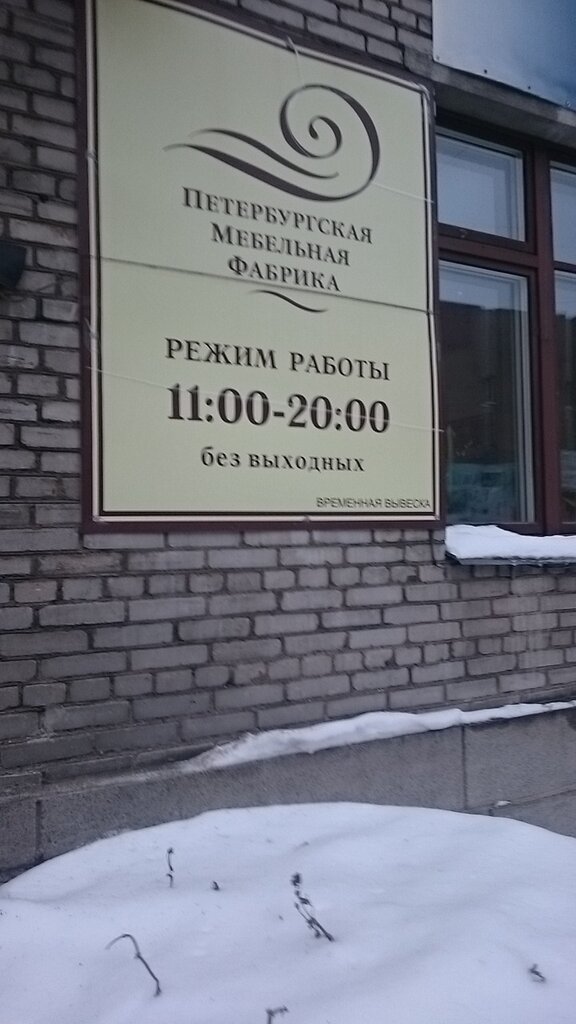 Петербургская
Мебельная
Фабрика
РЕЖИМ РАБОТЫ
11:00-20:00
без выходных
ВРЕМЕННАЯ ВЫВЕСКА